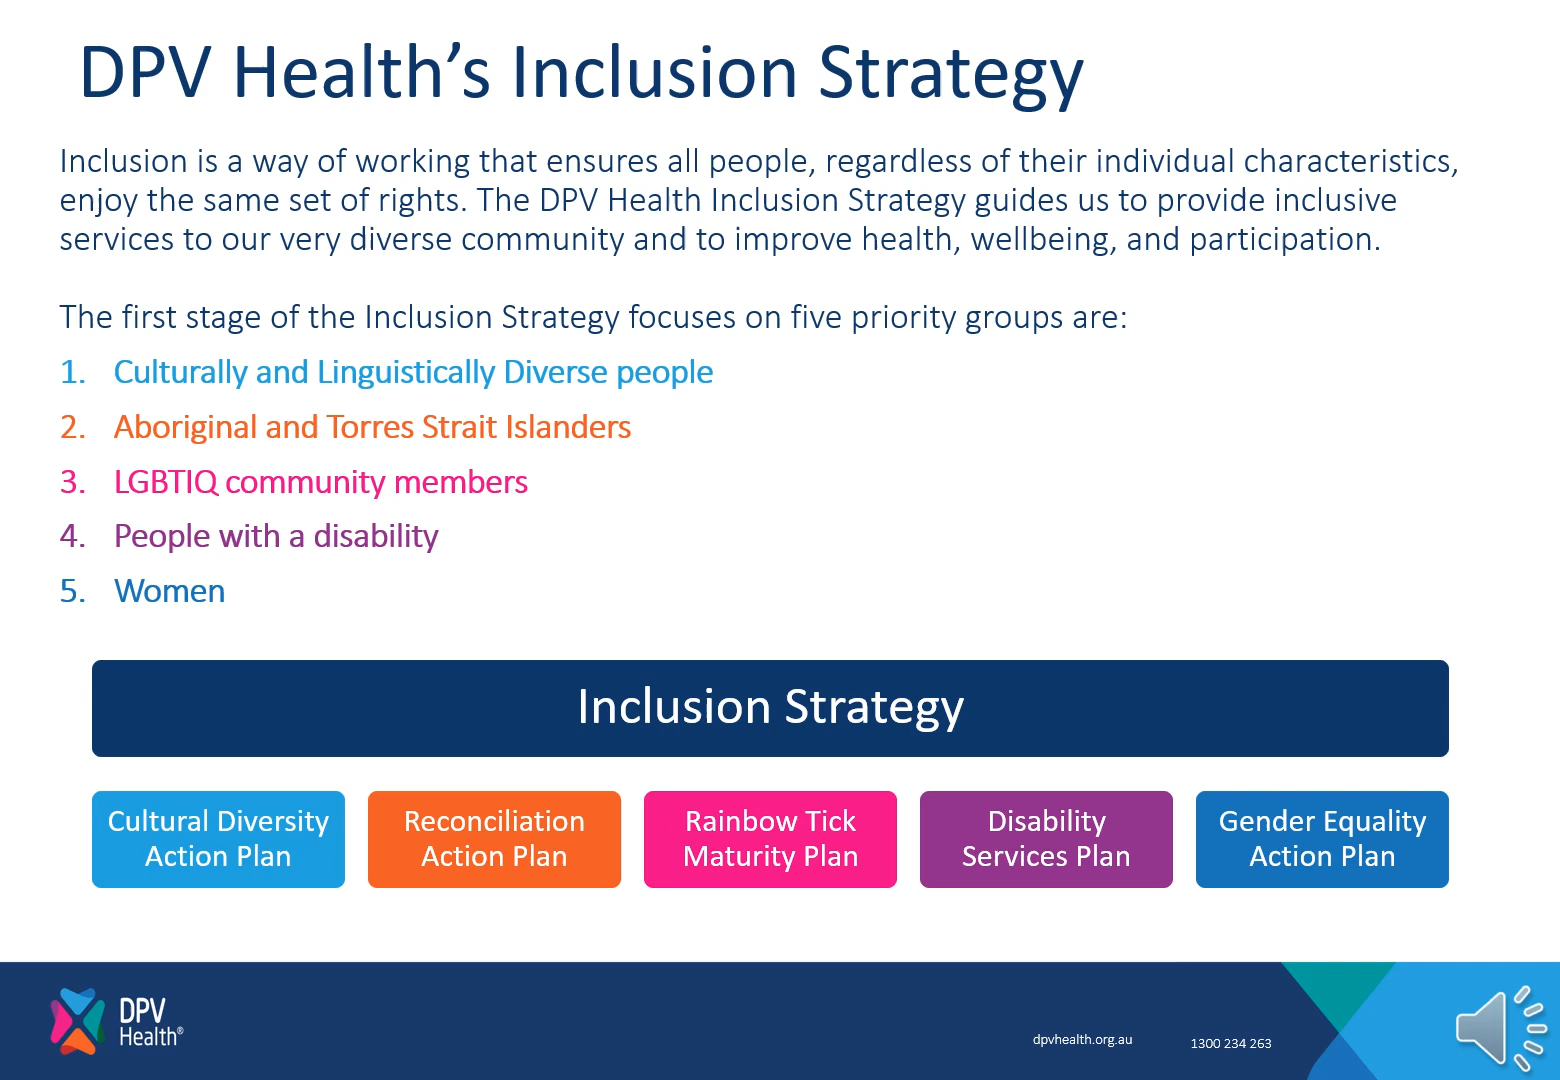 DPV Health’s Inclusion Strategy
Inclusion is a way of working that ensures all people, regardless of their individual characteristics,
enjoy the same set of rights. The DPV Health Inclusion Strategy guides us to provide inclusive
services to our very diverse community and to improve health, wellbeing, and participation.
The first stage of the Inclusion Strategy focuses on five priority groups are:
1. Culturally and Linguistically Diverse people
2. Aboriginal and Torres Strait Islanders
3. LGBTIQ community members
4. People with a disability
5. Women
Inclusion Strategy
Cultural Diversity
Action Plan
Reconciliation
Action Plan
Rainbow Tick
Maturity Plan
Disability
Services Plan
Gender Equality
Action Plan
DPV
Health®
dpvhealth.org.au
1300 234 263